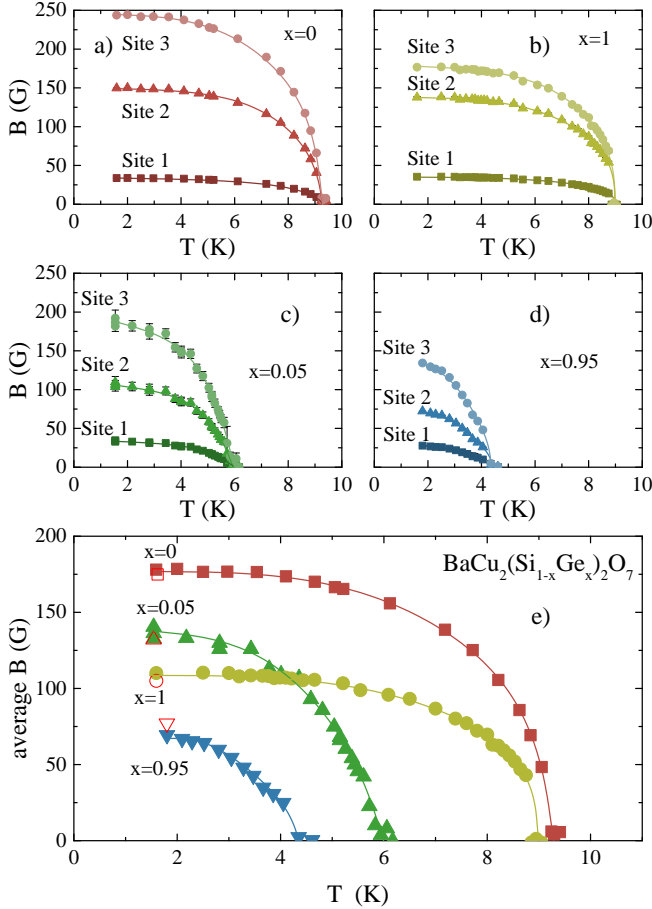 250
200
150
100
50
0
B (G)
a)
Site 3
x=0
Site 2
Site 1
0 2 4 6 8 10
T (K)
b)
x=1
Site 3
Site 2
Site 1
0 2 4 6 8 10
T (K)
250
200
150
100
50
0
B (G)
Site 3
c)
Site 2
x=0.05
Site 1
0 2 4 6 8 10
T (K)
d)
Site 3
x=0.95
Site 2
Site 1
0 2 4 6 8 10
T (K)
250
200
150
100
50
0
average B (G)
x=0
BaCu2(Si1-xGex)2O7
x=0.05
e)
x=1
x=0.95
2 4 6 8 10
T (K)